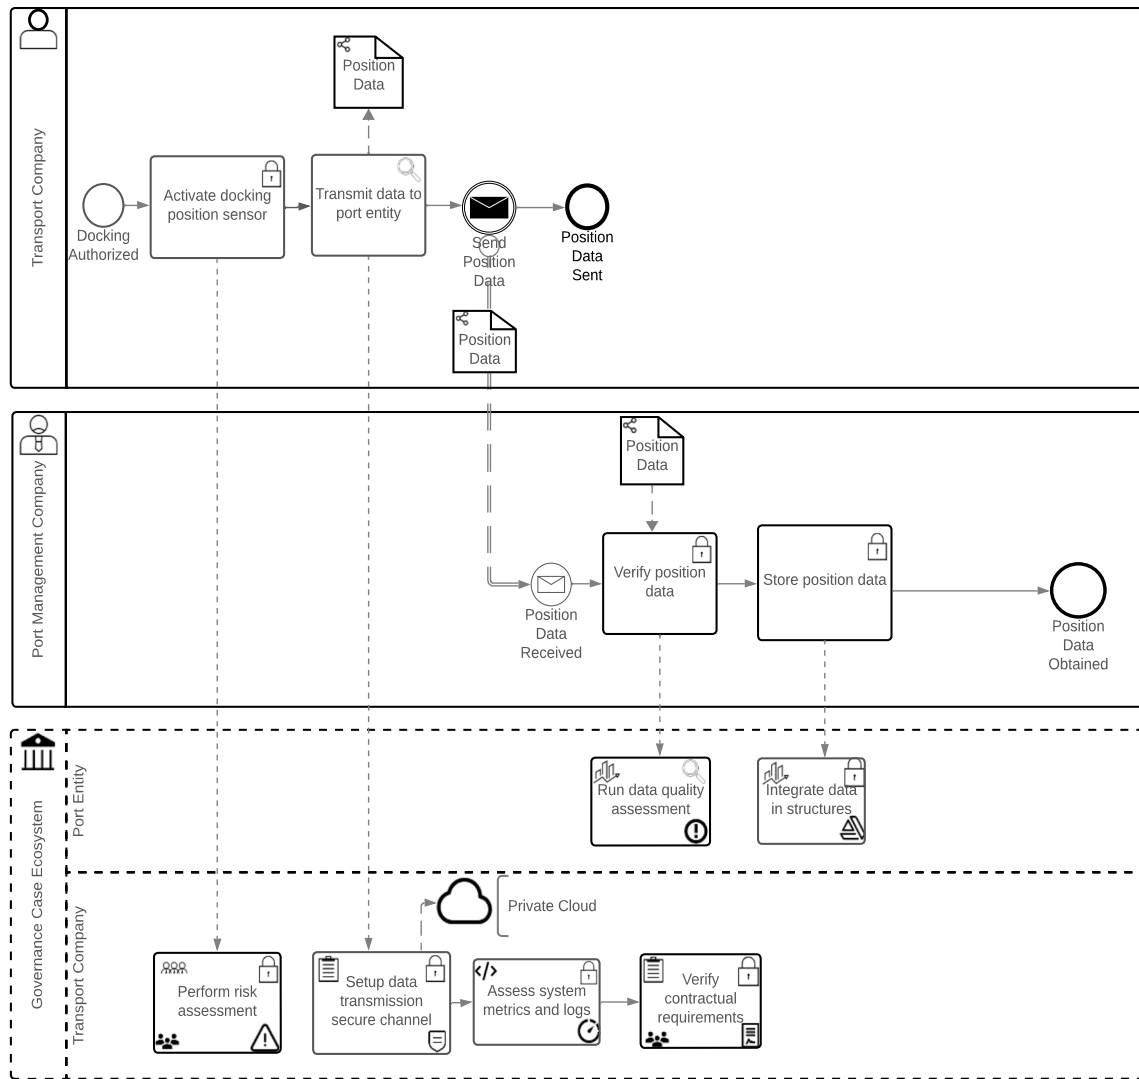 Transport Company
Position
Data
Docking
Authorized
Activate docking
position sensor
Transmit data to
port entity
Send
Position
Data
Position
Data
Sent
Position
Data
Port Management Company
Position
Data
Position
Data
Received
Verify position
data
Store position data
Position
Data
Obtained
Governance Case Ecosystem
Port Entity
Run data quality
assessment
Integrate data
in structures
Transport Company
Private Cloud
Perform risk
assessment
Setup data
transmission
secure channel
Assess system
metrics and logs
Verify
contractual
requirements